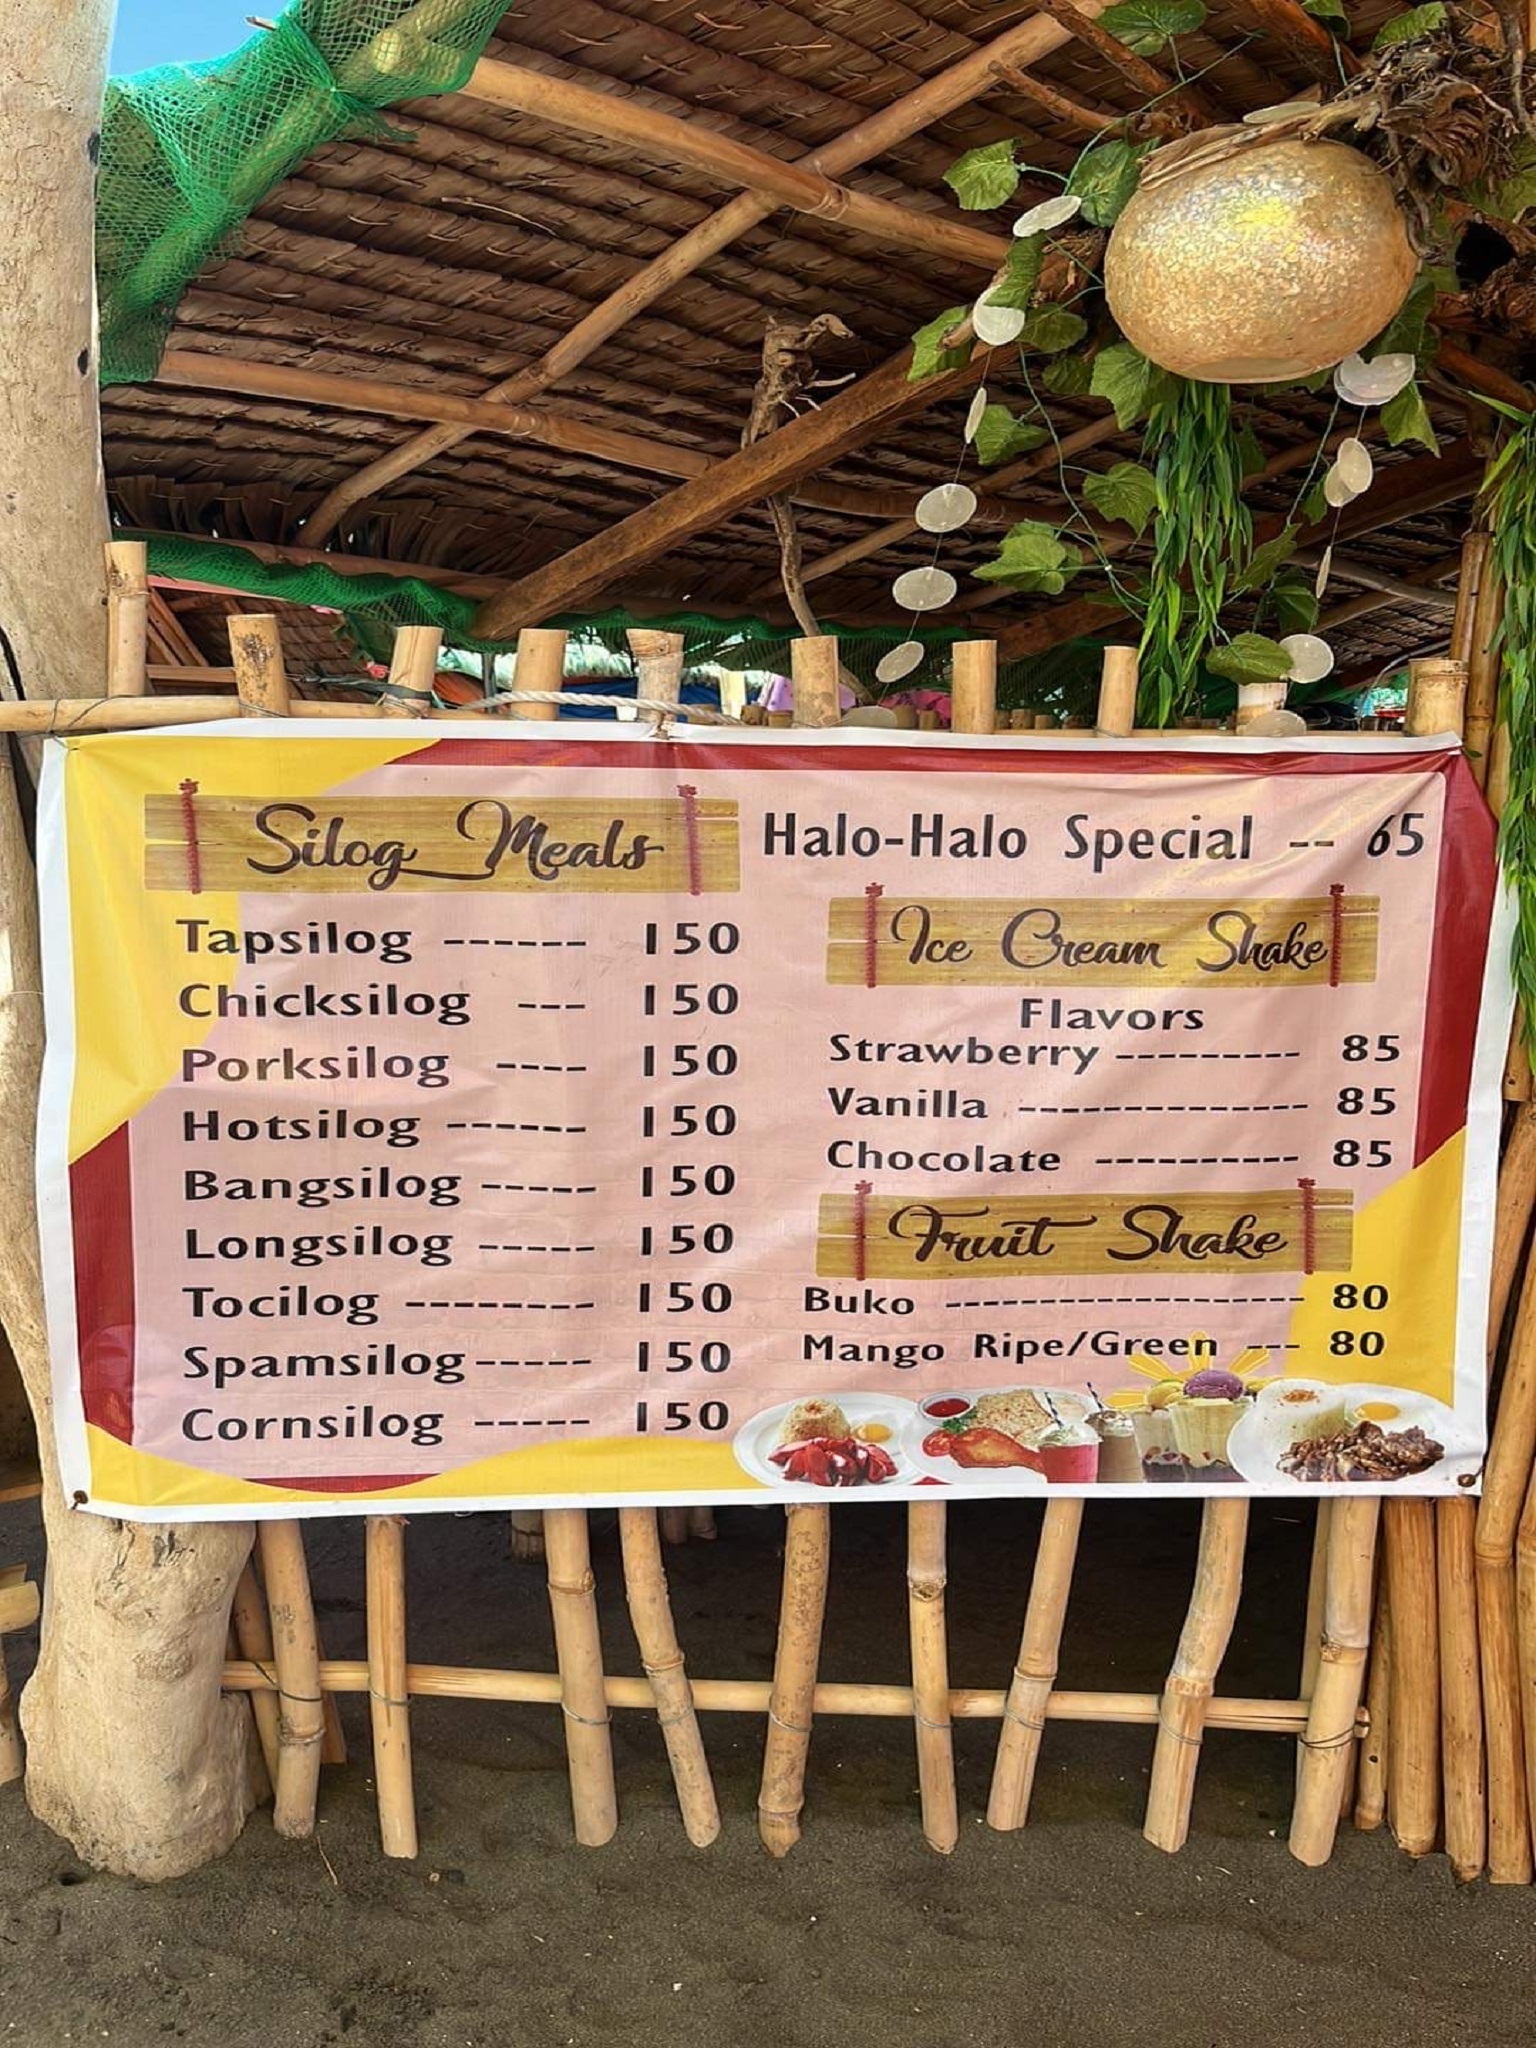 Silog Meals
Tapsilog ------ 150
Chicksilog --- 150
Porksilog ---- 150
Hotsilog ------ 150
Bangsilog ----- 150
Longsilog ----- 150
Tocilog -------- 150
Spamsilog----- 150
Cornsilog ----- 150
Halo-Halo Special -- 65
Ice Cream Shake
Flavors
Strawberry --------- 85
Vanilla -------------- 85
Chocolate ---------- 85
Fruit Shake
Buko ------------------ 80
Mango Ripe/Green --- 80